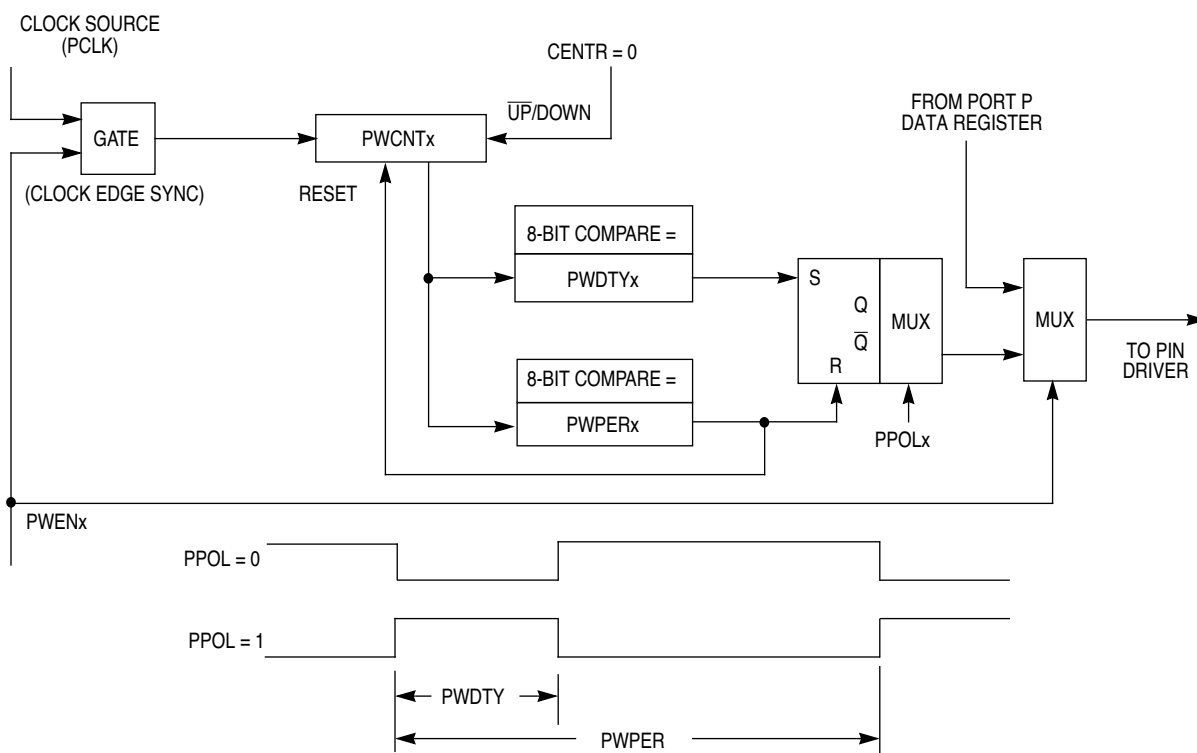 CLOCK SOURCE
(PCLK)
CENTR = 0
UP/DOWN
FROM PORT P
DATA REGISTER
GATE
PWCNTx
(CLOCK EDGE SYNC)
RESET
8-BIT COMPARE =
PWDTYx
S
Q
Q
R
MUX
MUX
TO PIN
DRIVER
8-BIT COMPARE =
PWPERx
PPOLx
PWENx
PPOL = 0
PPOL = 1
PWDTY
PWPER